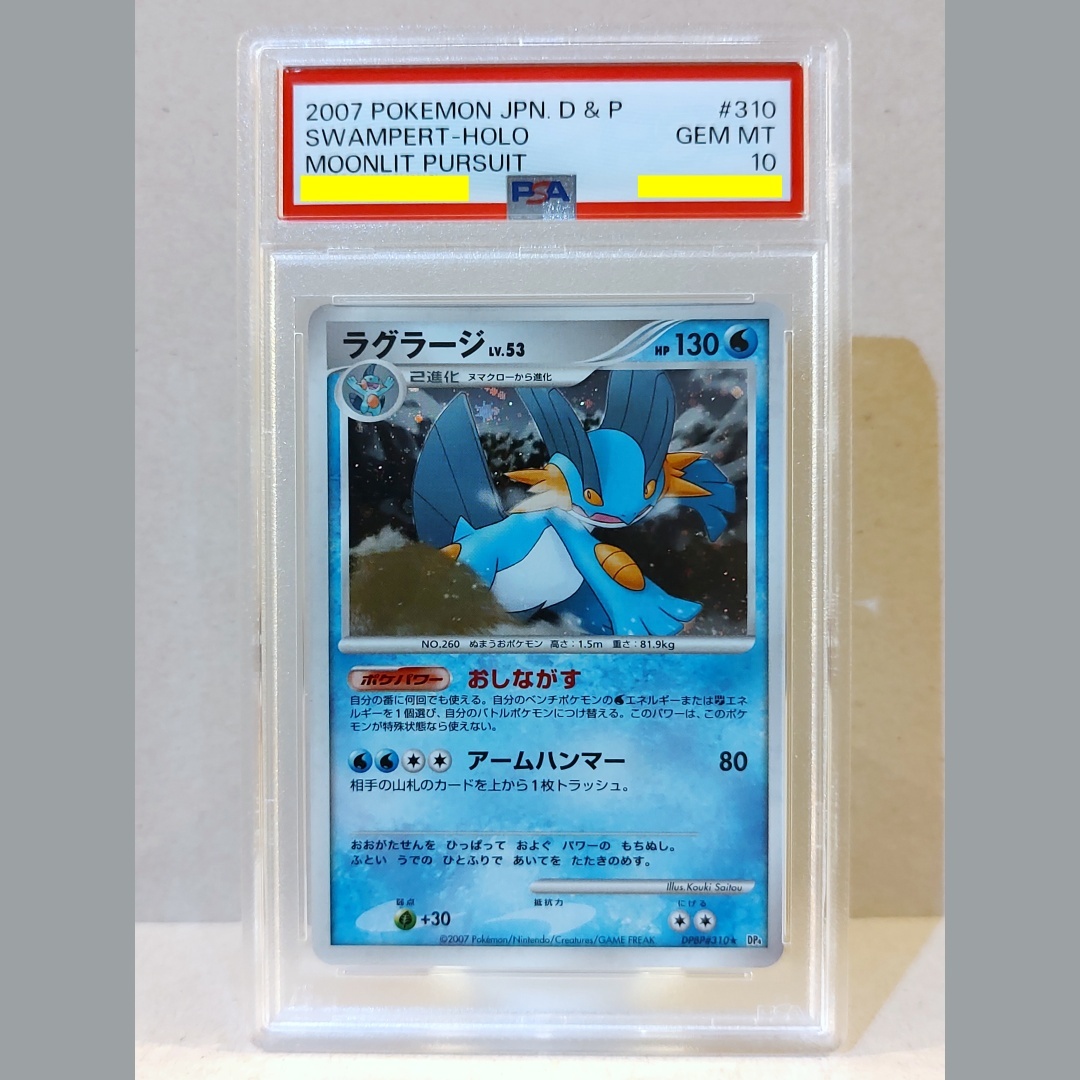 2007 POKEMON JPN. D & P #310
SWAMPERT-HOLO GEM MT
MOONLIT PURSUIT 10
PSA
ラグラージ LV.53 HP 130
2進化 ヌマクローから進化
NO.260 ぬまうおポケモン 高さ：1.5m 重さ：81.9kg
ポケパワー おしながす
自分の番に何回でも使える。自分のベンチポケモンの エネルギーまたは エネ
ルギーを1個選び、自分のバトルポケモンにつけ替える。このパワーは、このポケ
モンが特殊状態なら使えない。
アームハンマー 80
相手の山札のカードを上から1枚トラッシュ。
おおがたせんを ひっぱって およぐ パワーの もちぬし。
ふとい うでの ひとふりで あいてを たたきのめす。
Illus. Kouki Saitou
弱点 抵抗力 にげる
+30
©2007 Pokémon/Nintendo/Creatures/GAME FREAK DPBP#310★ DP4